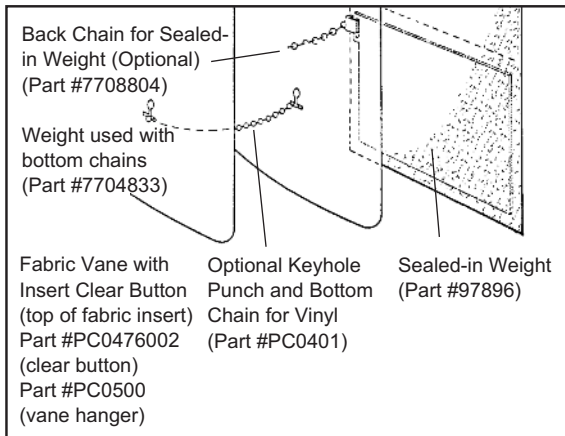 Back Chain for Sealed-
in Weight (Optional)
(Part #7708804)
Weight used with
bottom chains
(Part #7704833)
Fabric Vane with
Insert Clear Button
(top of fabric insert)
Part #PC0476002
(clear button)
Part #PC0500
(vane hanger)
Optional Keyhole
Punch and Bottom
Chain for Vinyl
(Part #PC0401)
Sealed-in Weight
(Part #97896)